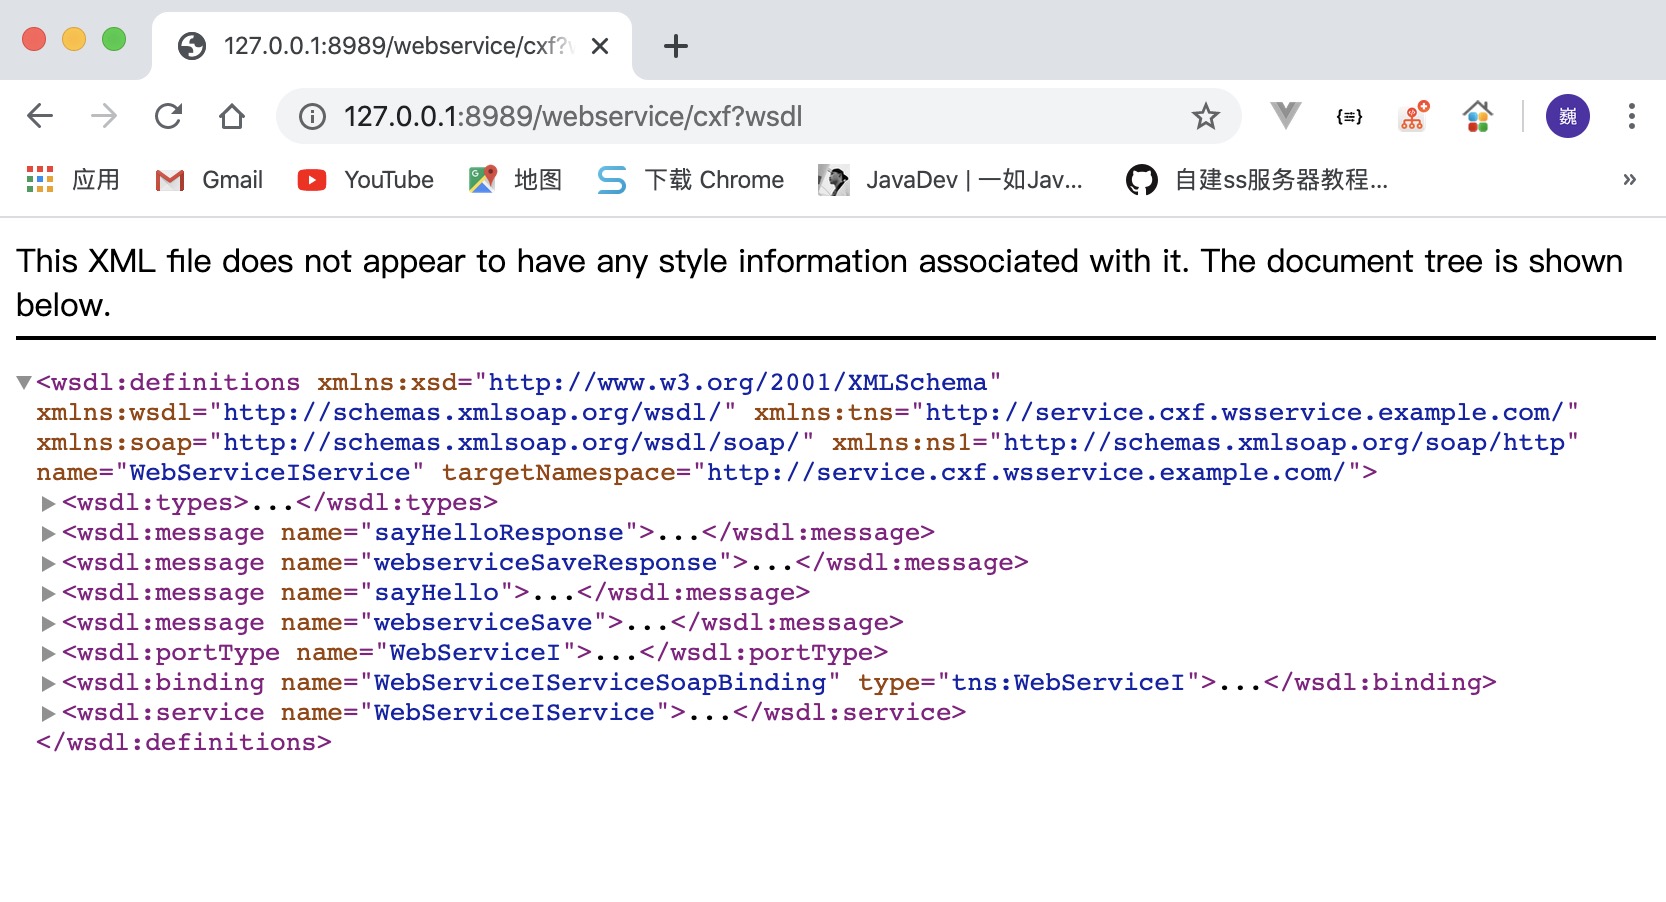 127.0.0.1:8989/webservice/cxf?w
127.0.0.1:8989/webservice/cxf?wsdl
巍
应用 Gmail YouTube 地图 下载 Chrome JavaDev | 一如Jav... 自建ss服务器教程... »
This XML file does not appear to have any style information associated with it. The document tree is shown
below.
<wsdl:definitions xmlns:xsd="http://www.w3.org/2001/XMLSchema"
xmlns:wsdl="http://schemas.xmlsoap.org/wsdl/" xmlns:tns="http://service.cxf.wsservice.example.com/"
xmlns:soap="http://schemas.xmlsoap.org/wsdl/soap/" xmlns:ns1="http://schemas.xmlsoap.org/soap/http"
name="WebServiceIService" targetNamespace="http://service.cxf.wsservice.example.com/">
<wsdl:types>...</wsdl:types>
<wsdl:message name="sayHelloResponse">...</wsdl:message>
<wsdl:message name="webserviceSaveResponse">...</wsdl:message>
<wsdl:message name="sayHello">...</wsdl:message>
<wsdl:message name="webserviceSave">...</wsdl:message>
<wsdl:portType name="WebServiceI">...</wsdl:portType>
<wsdl:binding name="WebServiceIServiceSoapBinding" type="tns:WebServiceI">...</wsdl:binding>
<wsdl:service name="WebServiceIService">...</wsdl:service>
</wsdl:definitions>